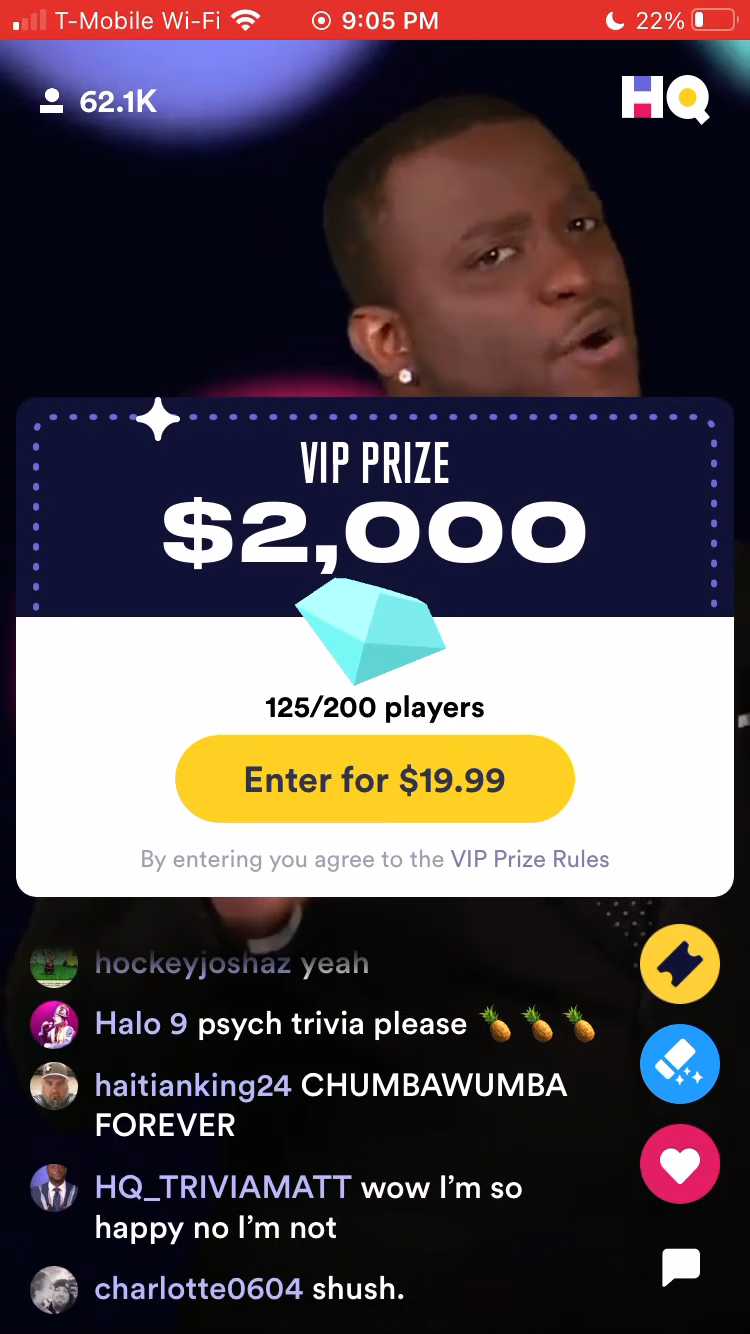 T-Mobile Wi-Fi 9:05 PM 22%
62.1K HQ
VIP PRIZE
$2,000
125/200 players
Enter for $19.99
By entering you agree to the VIP Prize Rules
hockeyjoshaz yeah
Halo 9 psych trivia please 🍍🍍🍍
haitianking24 CHUMBAWUMBA
FOREVER
HQ_TRIVIAMATT wow I’m so
happy no I’m not
charlotte0604 shush.